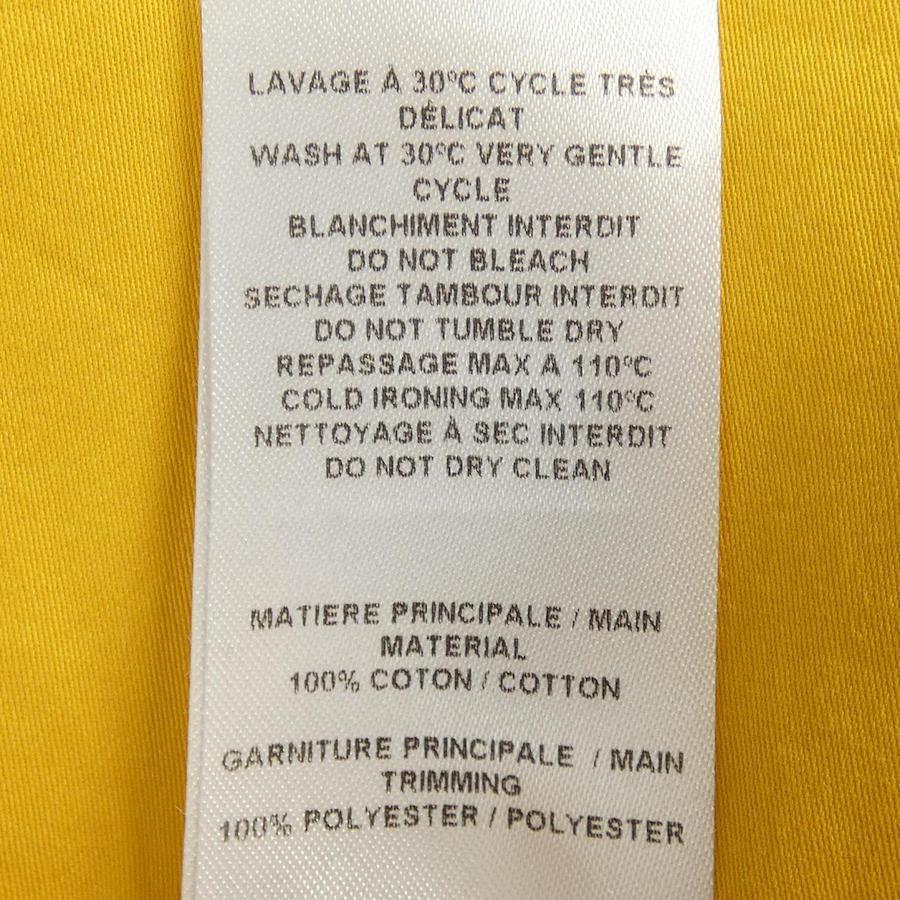 LAVAGE À 30°C CYCLE TRÈS
DÉLICAT
WASH AT 30°C VERY GENTLE
CYCLE
BLANCHIMENT INTERDIT
DO NOT BLEACH
SECHAGE TAMBOUR INTERDIT
DO NOT TUMBLE DRY
REPASSAGE MAX A 110°C
COLD IRONING MAX 110°C
NETTOYAGE À SEC INTERDIT
DO NOT DRY CLEAN
MATIERE PRINCIPALE / MAIN
MATERIAL
100% COTON / COTTON
GARNITURE PRINCIPALE / MAIN
TRIMMING
100% POLYESTER / POLYESTER